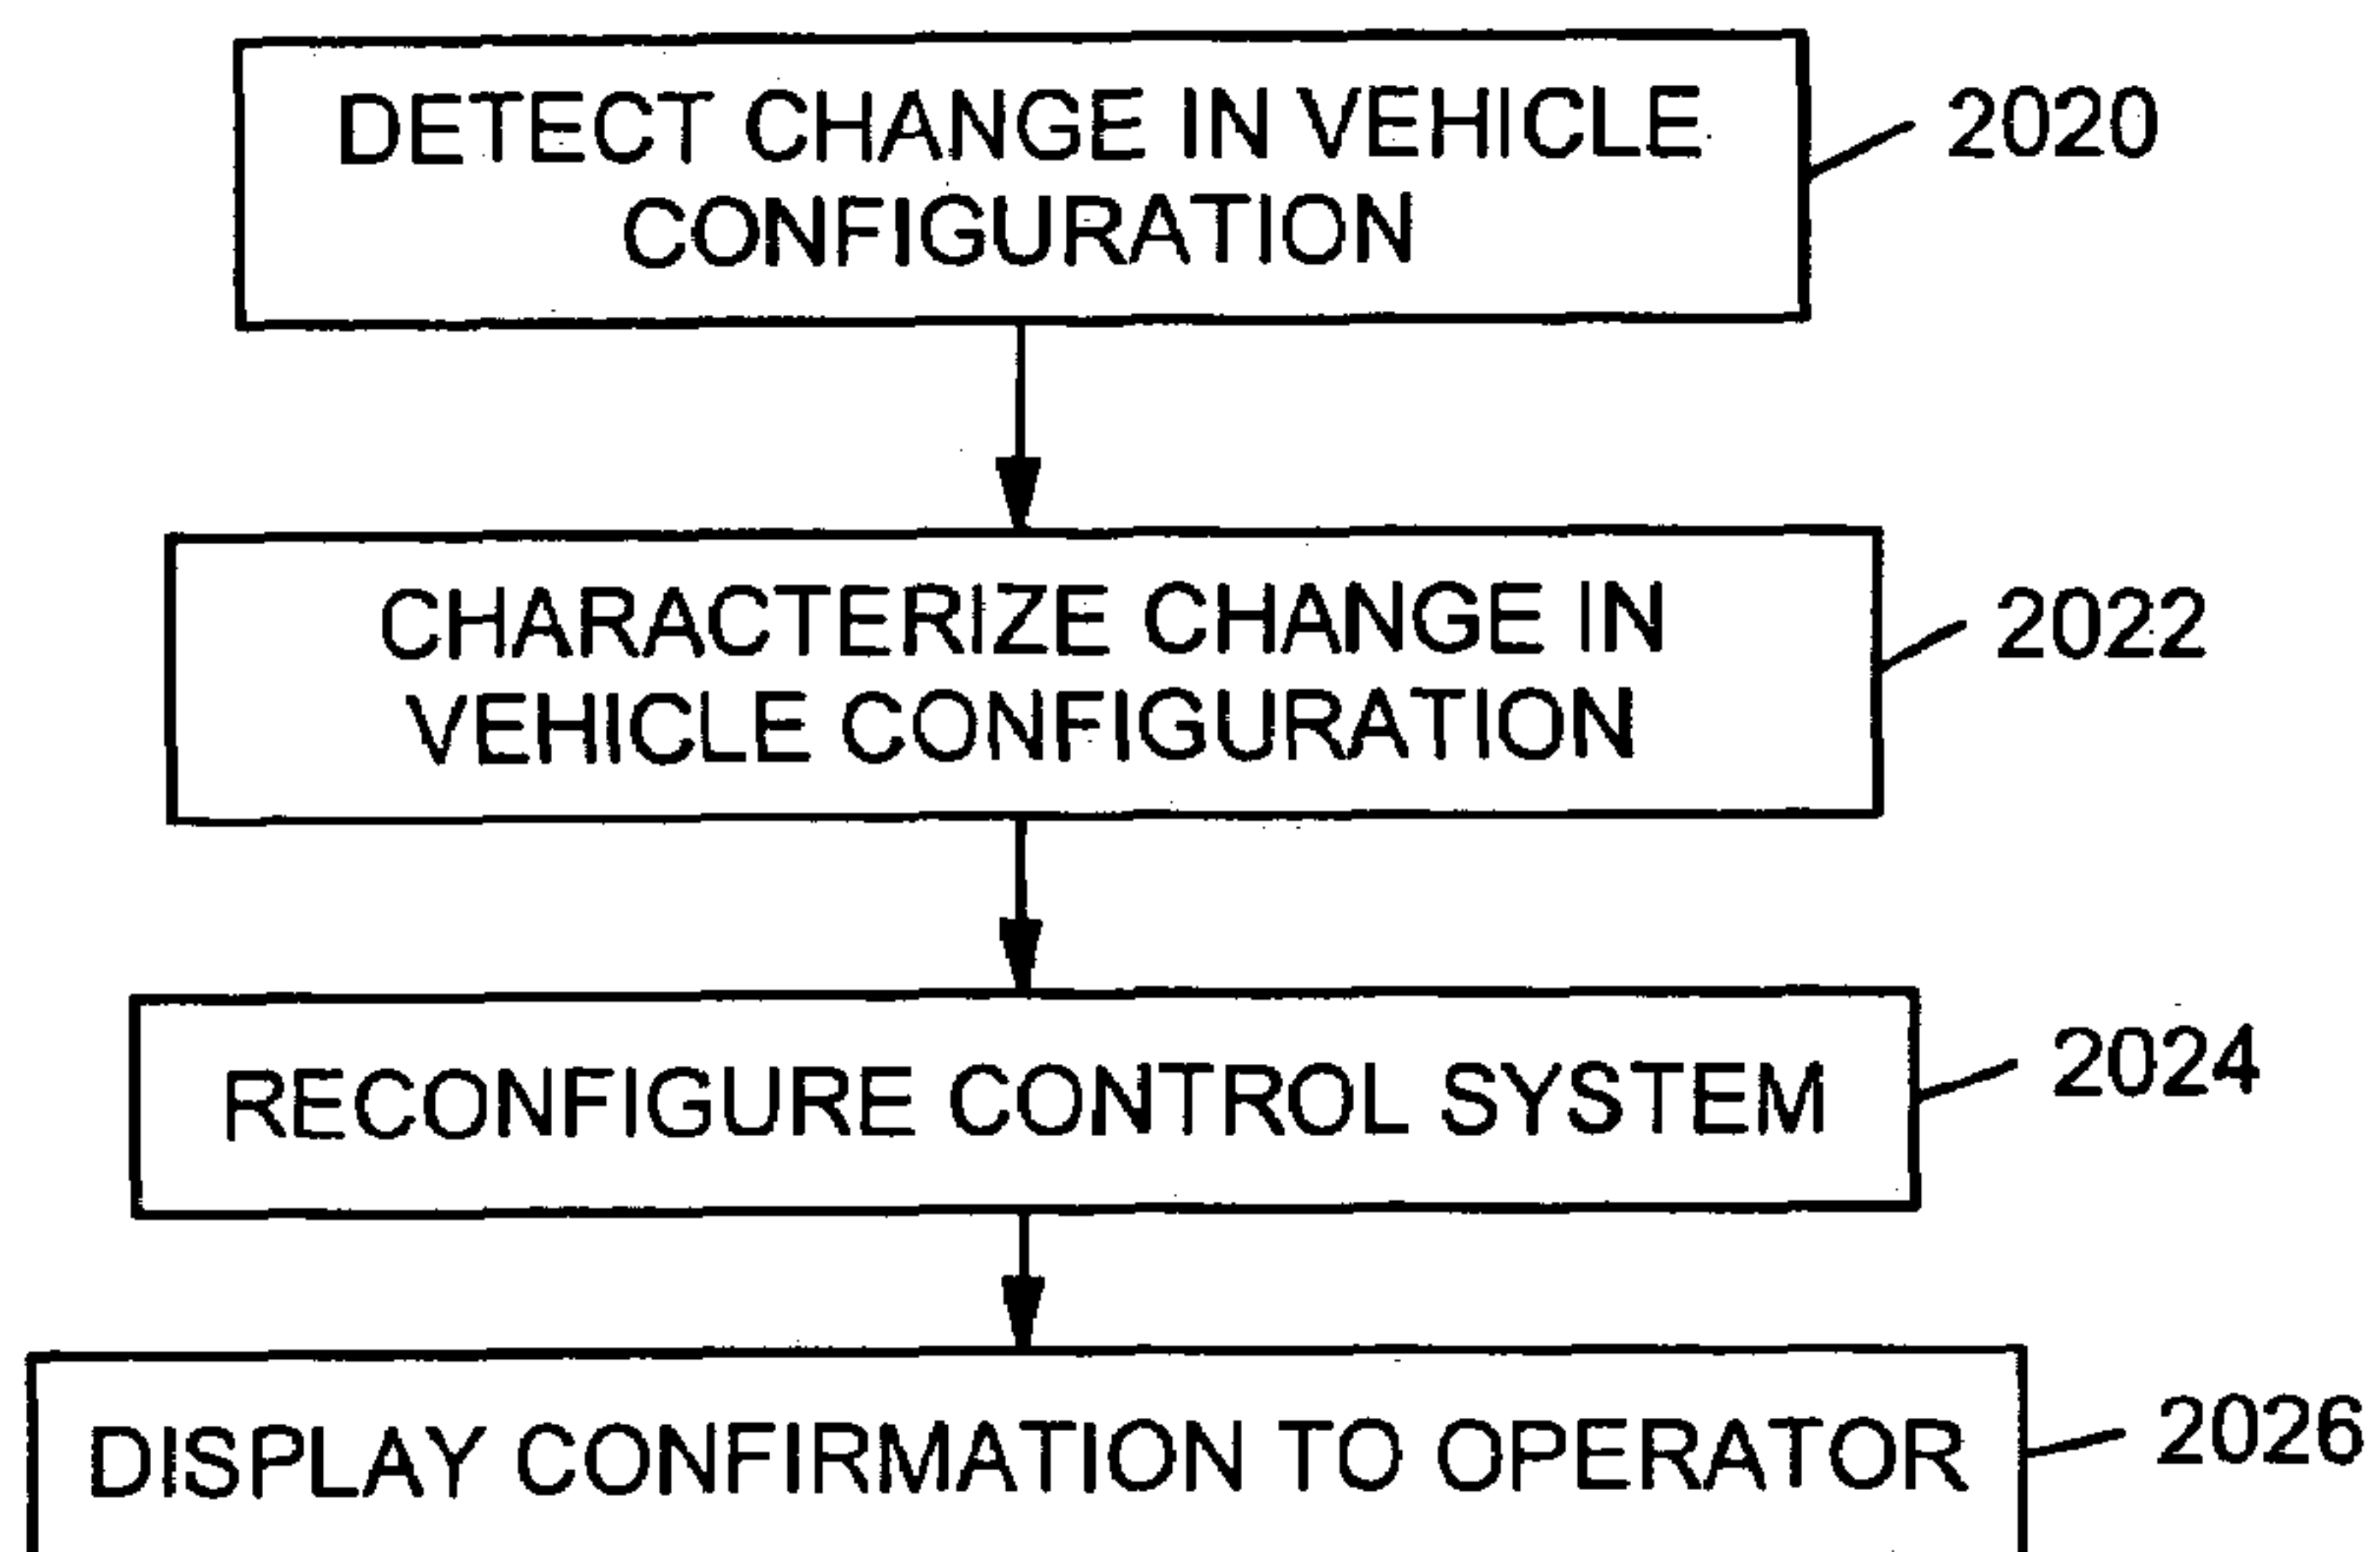 DETECT CHANGE IN VEHICLE
CONFIGURATION
2020
CHARACTERIZE CHANGE IN
VEHICLE CONFIGURATION
2022
RECONFIGURE CONTROL SYSTEM
2024
DISPLAY CONFIRMATION TO OPERATOR
2026